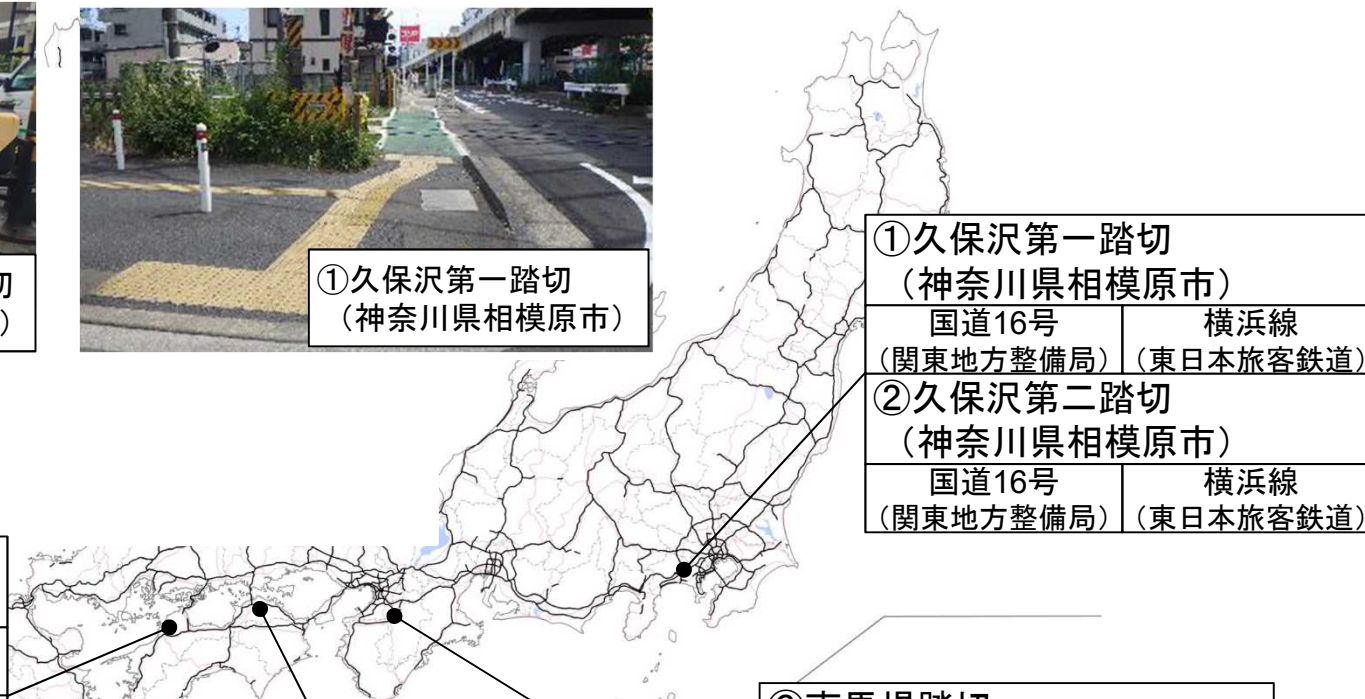 切
）
①久保沢第一踏切
（神奈川県相模原市）
①久保沢第一踏切
（神奈川県相模原市）
国道16号
（関東地方整備局）
横浜線
（東日本旅客鉄道）
②久保沢第二踏切
（神奈川県相模原市）
国道16号
（関東地方整備局）
横浜線
（東日本旅客鉄道）